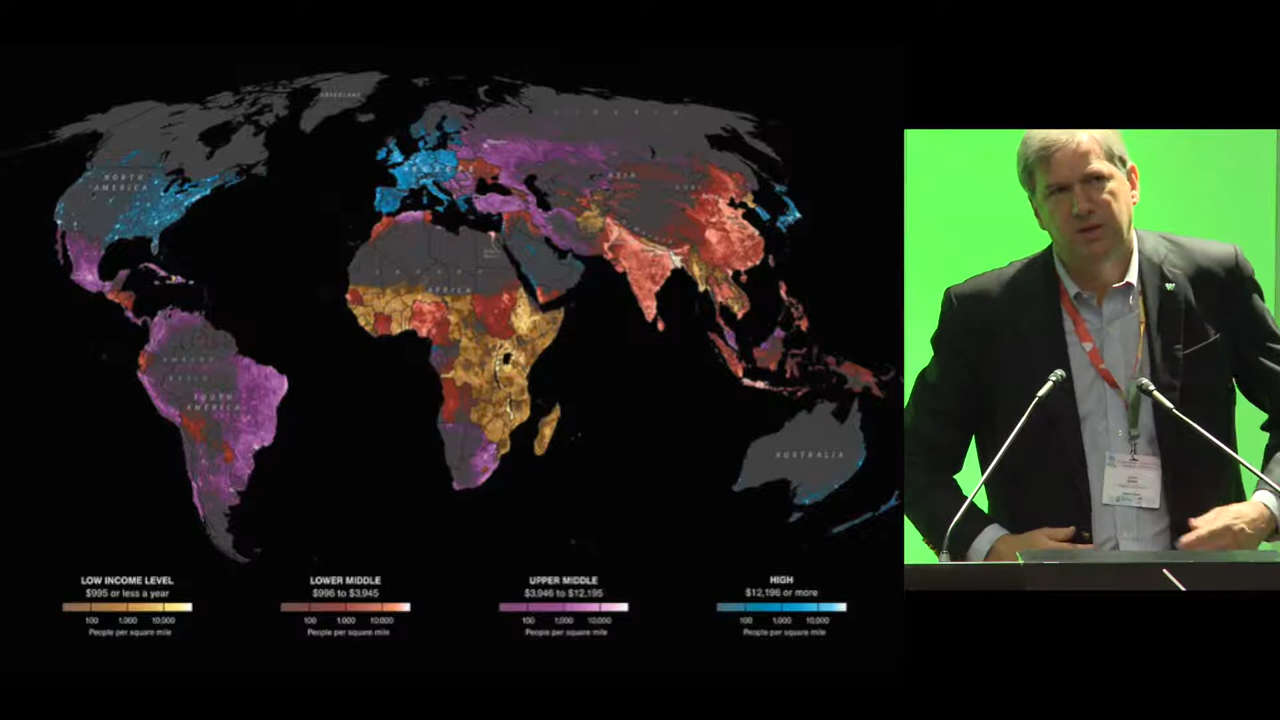 GREENLAND
SIBERIA
NORTH
AMERICA
EUROPE
ASIA
SAHARA
AFRICA
SOUTH
AMERICA
AUSTRALIA
LOW INCOME LEVEL
$995 or less a year
100 1,000 10,000
People per square mile
LOWER MIDDLE
$996 to $3,945
100 1,000 10,000
People per square mile
UPPER MIDDLE
$3,946 to $12,195
100 1,000 10,000
People per square mile
HIGH
$12,196 or more
100 1,000 10,000
People per square mile